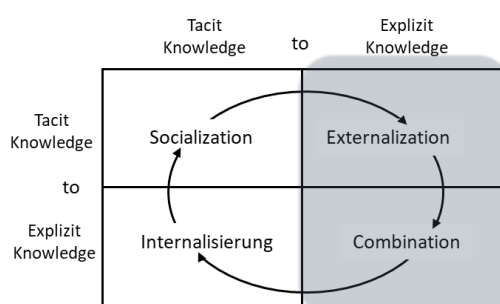 Tacit
Knowledge
to
Explizit
Knowledge
Tacit
Knowledge
Socialization
Externalization
to
Explizit
Knowledge
Internalisierung
Combination